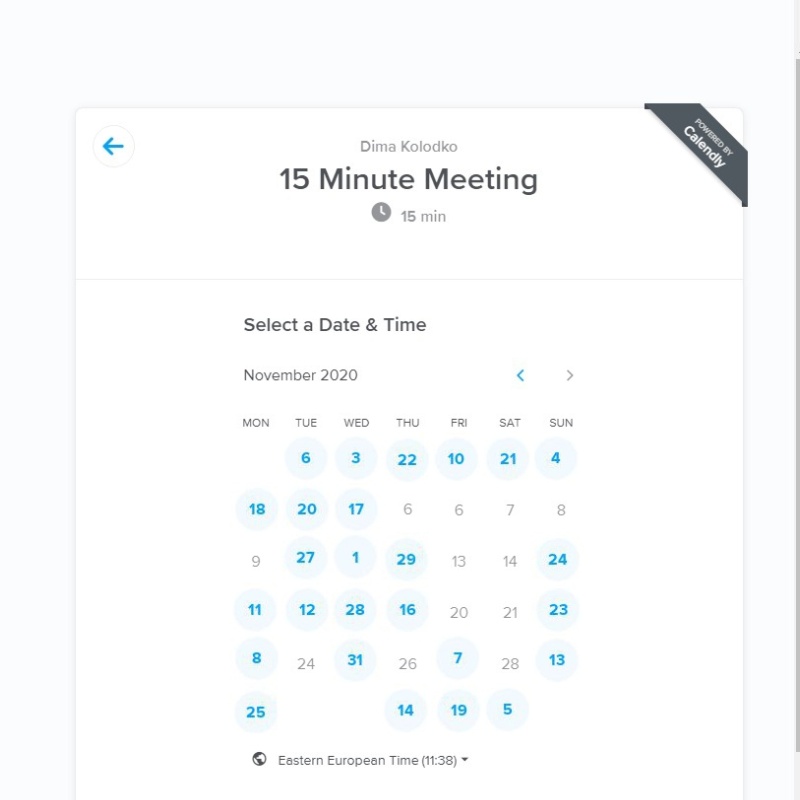 POWERED BY
Calendly
Dima Kolodko
15 Minute Meeting
15 min
Select a Date & Time
November 2020
MON TUE WED THU FRI SAT SUN
6 3 22 10 21 4
18 20 17 6 6 7 8
9 27 1 29 13 14 24
11 12 28 16 20 21 23
8 24 31 26 7 28 13
25 14 19 5
Eastern European Time (11:38)